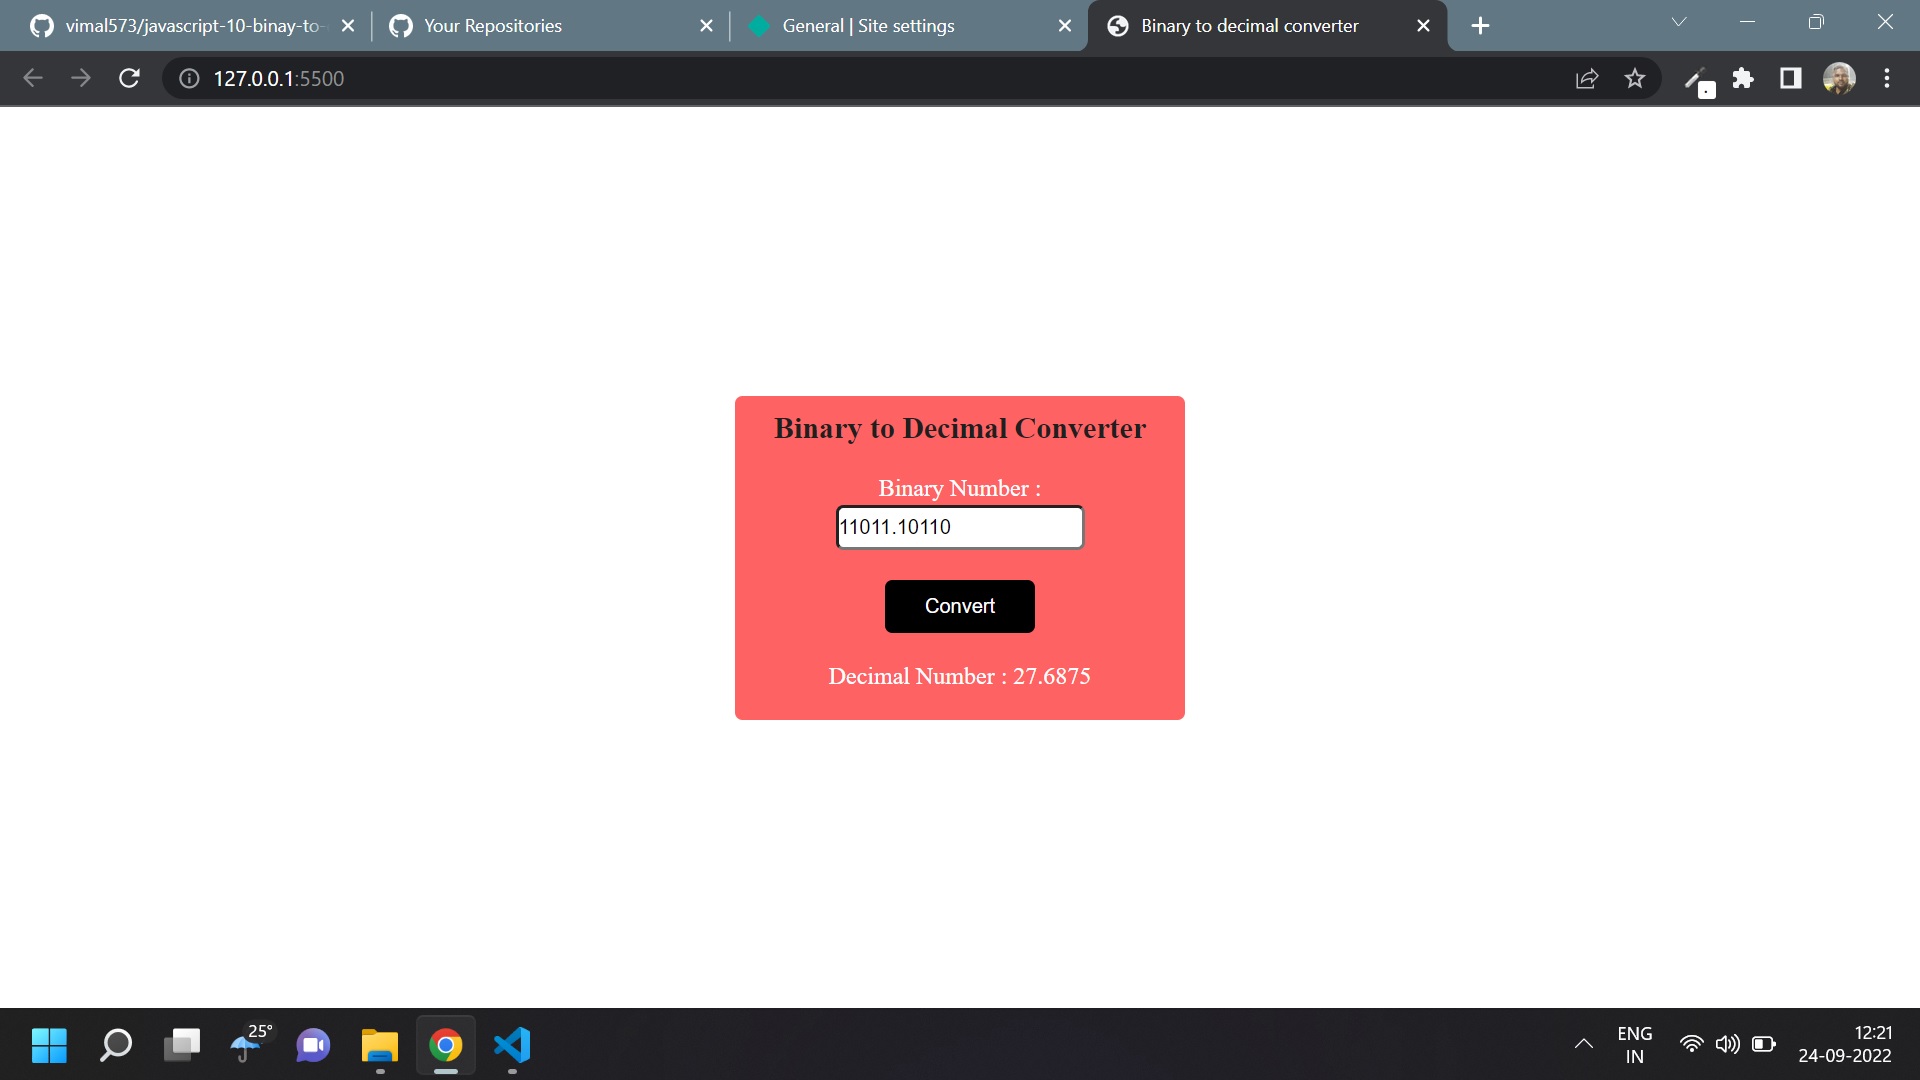 vimal573/javascript-10-binay-to-
Your Repositories
General | Site settings
Binary to decimal converter
127.0.0.1:5500
Binary to Decimal Converter
Binary Number :
11011.10110
Convert
Decimal Number : 27.6875
25°
ENG
IN
12:21
24-09-2022